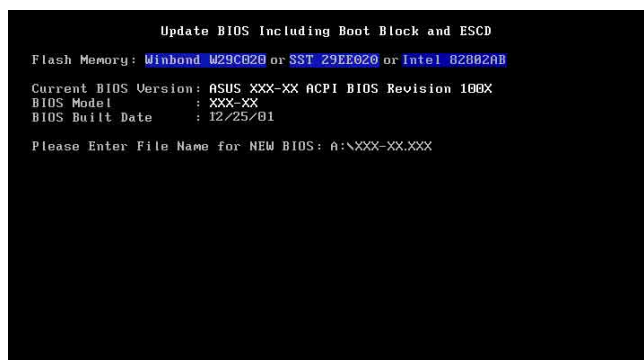 Update BIOS Including Boot Block and ESCD
Flash Memory: Winbond W29C020 or SST 29EE020 or Intel 82802AB
Current BIOS Version: ASUS XXX-XX ACPI BIOS Revision 100X
BIOS Model : XXX-XX
BIOS Built Date : 12/25/01
Please Enter File Name for NEW BIOS: A:\XXX-XX.XXX